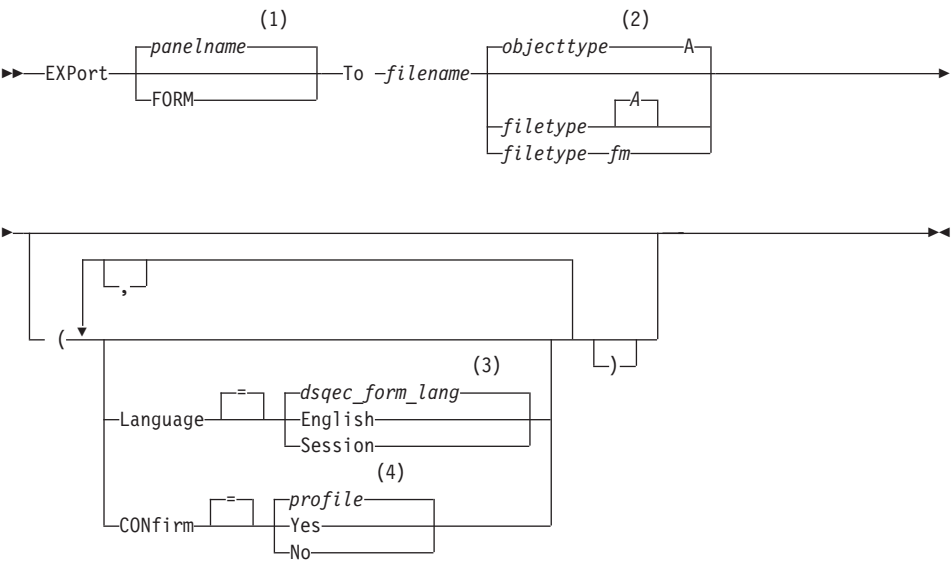 (1) (2)
panelname objecttype A
EXPort To filename
FORM A
filetype
filetype fm
,
(
)
(3)
= dsqec_form_lang
Language English
Session
(4)
= profile
CONfirm Yes
No